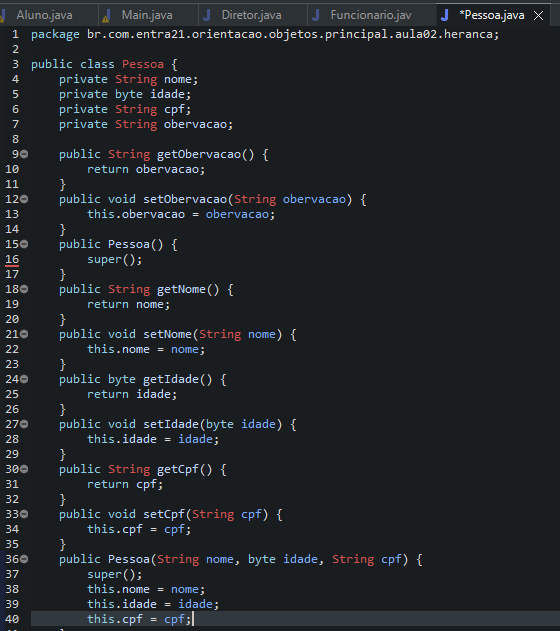 Aluno.java Main.java Diretor.java Funcionario.jav *Pessoa.java
1 package br.com.entra21.orientacao.objetos.principal.aula02.heranca;
2
3 public class Pessoa {
4 private String nome;
5 private byte idade;
6 private String cpf;
7 private String obervacao;
8
9 public String getObervacao() {
10 return obervacao;
11 }
12 public void setObervacao(String obervacao) {
13 this.obervacao = obervacao;
14 }
15 public Pessoa() {
16 super();
17 }
18 public String getNome() {
19 return nome;
20 }
21 public void setNome(String nome) {
22 this.nome = nome;
23 }
24 public byte getIdade() {
25 return idade;
26 }
27 public void setIdade(byte idade) {
28 this.idade = idade;
29 }
30 public String getCpf() {
31 return cpf;
32 }
33 public void setCpf(String cpf) {
34 this.cpf = cpf;
35 }
36 public Pessoa(String nome, byte idade, String cpf) {
37 super();
38 this.nome = nome;
39 this.idade = idade;
40 this.cpf = cpf;